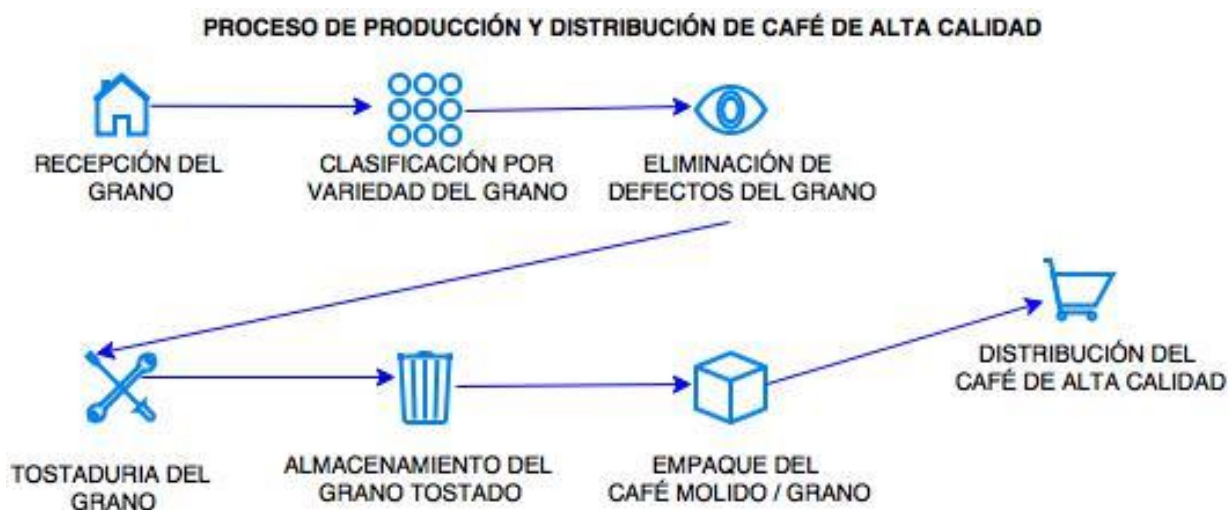 PROCESO DE PRODUCCIÓN Y DISTRIBUCIÓN DE CAFÉ DE ALTA CALIDAD
RECEPCIÓN DEL
GRANO
CLASIFICACIÓN POR
VARIEDAD DEL GRANO
ELIMINACIÓN DE
DEFECTOS DEL GRANO
TOSTADURIA DEL
GRANO
ALMACENAMIENTO DEL
GRANO TOSTADO
EMPAQUE DEL
CAFÉ MOLIDO / GRANO
DISTRIBUCIÓN DEL
CAFÉ DE ALTA CALIDAD